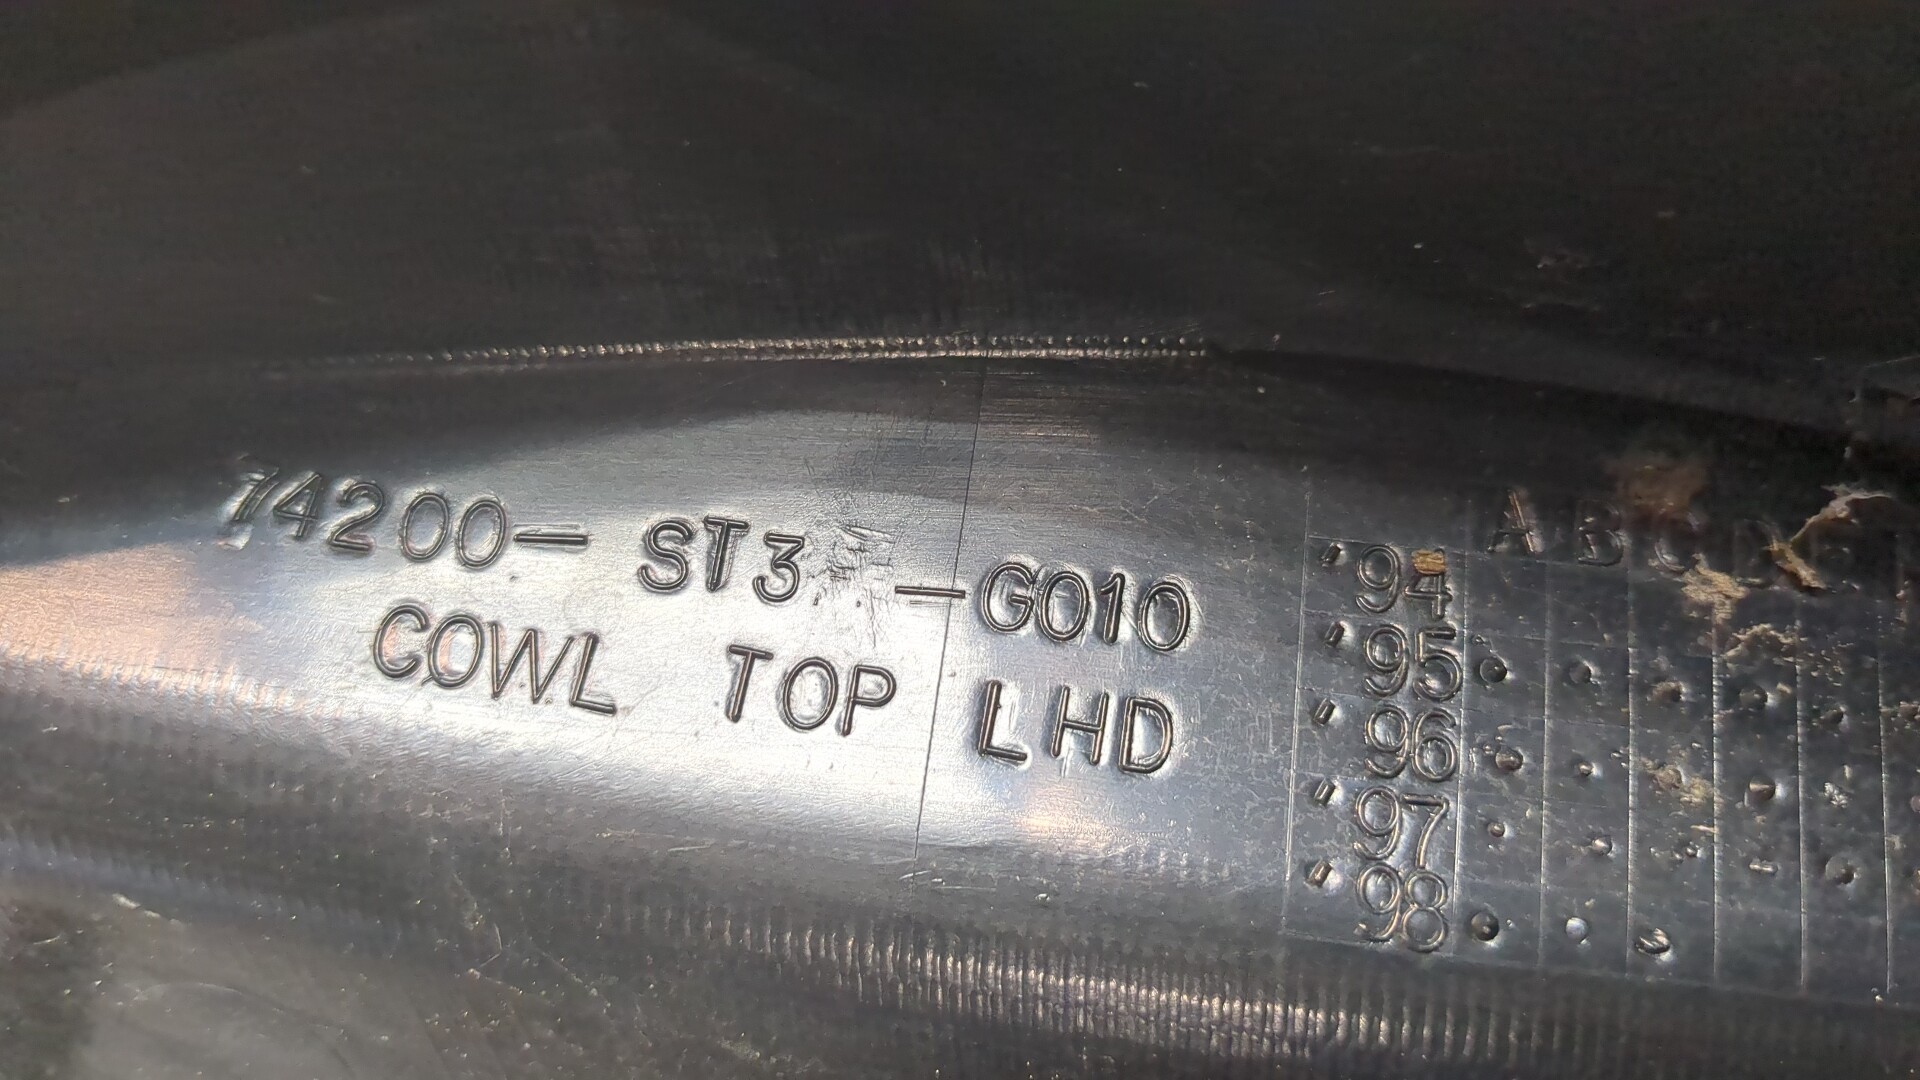 74200- ST3 -G010
COWL TOP LHD
A B C D E
'94
'95
'96
'97
'98